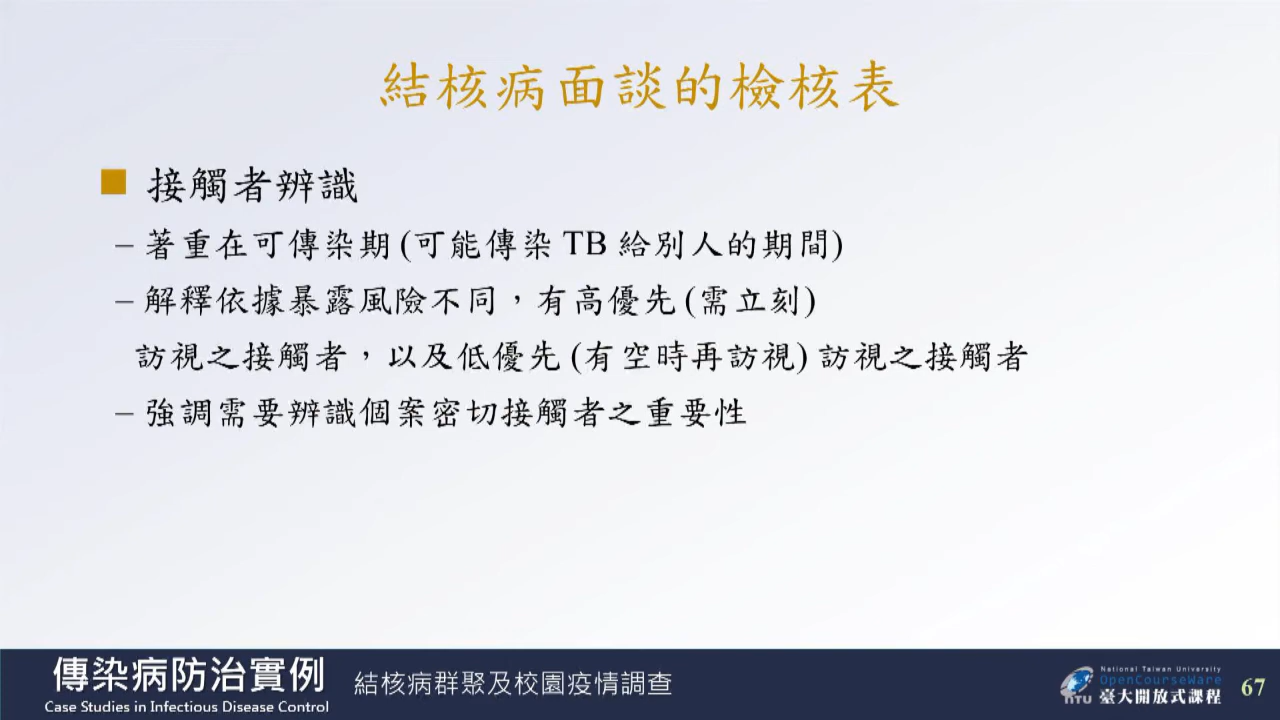 結核病面談的檢核表
接觸者辨識
– 著重在可傳染期 (可能傳染 TB 給別人的期間)
– 解釋依據暴露風險不同,有高優先 (需立刻)
訪視之接觸者,以及低優先 (有空時再訪視) 訪視之接觸者
– 強調需要辨識個案密切接觸者之重要性
傳染病防治實例
Case Studies in Infectious Disease Control
結核病群聚及校園疫情調查
National Taiwan University
OpenCourseWare
NTU 臺大開放式課程
67